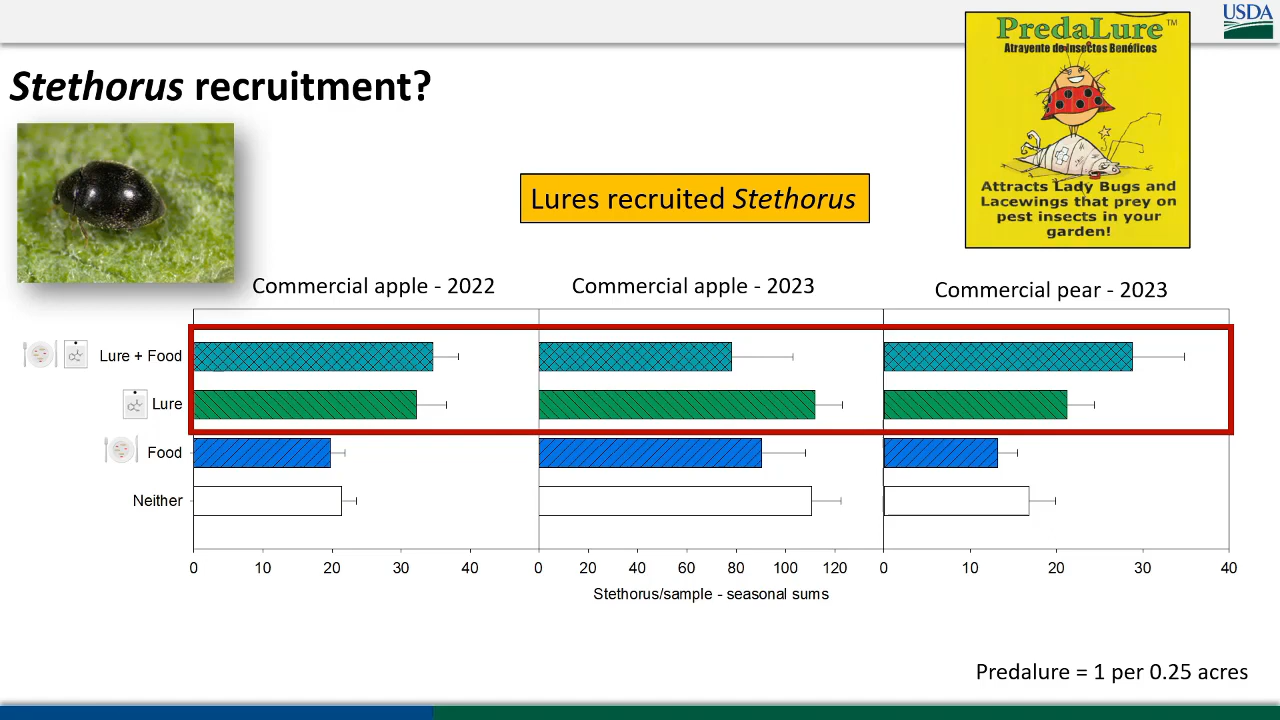 USDA
PredaLure™
Atrayente de Insectos Benéficos
Stethorus recruitment?
Attracts Lady Bugs and
Lacewings that prey on
pest insects in your
garden!
Lures recruited Stethorus
Commercial apple - 2022
Commercial apple - 2023
Commercial pear - 2023
Lure + Food
Lure
Food
Neither
0 10 20 30 40
0 20 40 60 80 100 120
0 10 20 30 40
Stethorus/sample - seasonal sums
Predalure = 1 per 0.25 acres